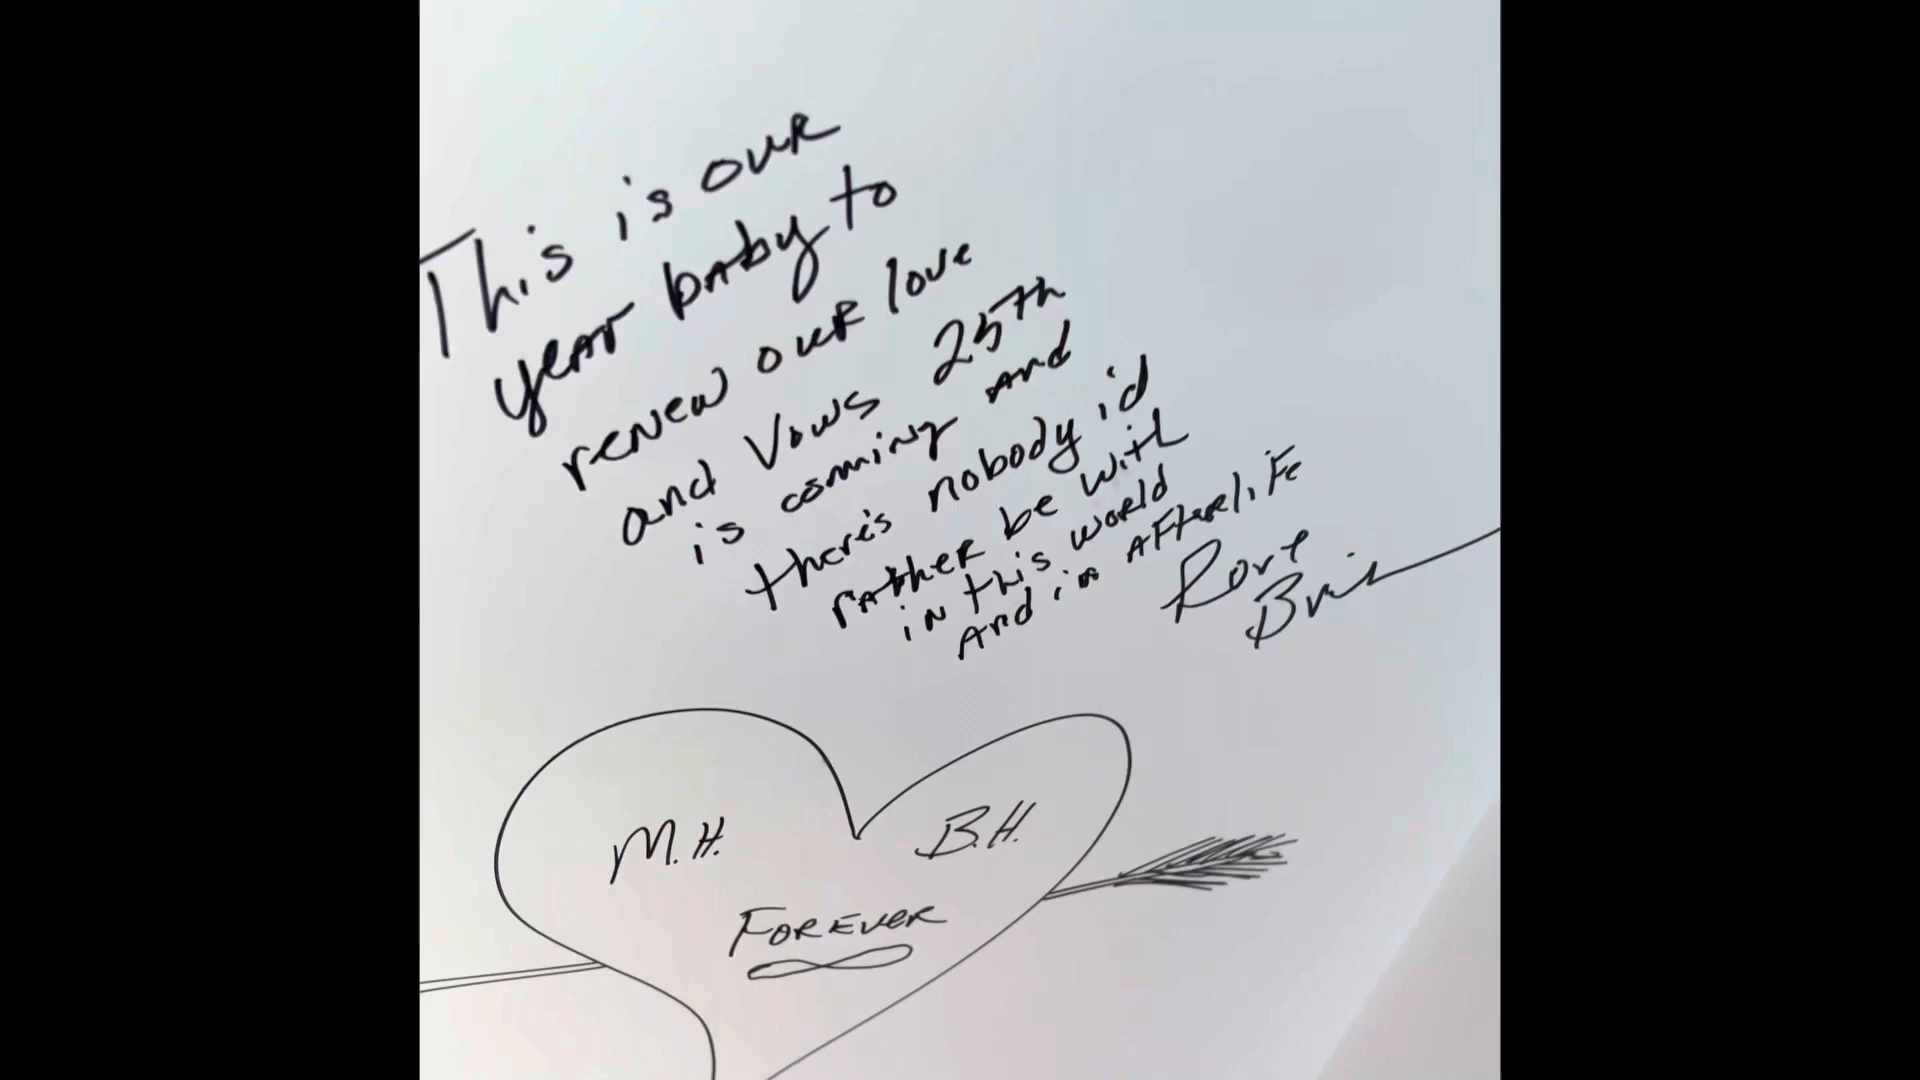 This is our
year baby to
renew our love
and Vows 25th
is coming and
there's nobody i'd
rather be with
in this world
And in Afterlife
M.H.
B.H.
Forever